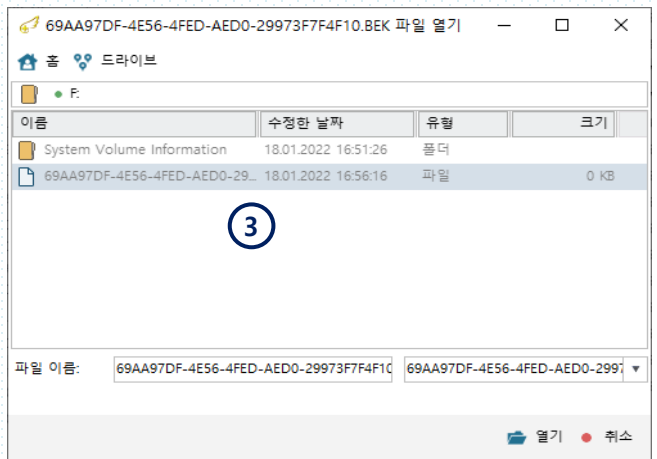 69AA97DF-4E56-4FED-AED0-29973F7F4F10.BEK 파일 열기
홈 드라이브
F:
이름 수정한 날짜 유형 크기
System Volume Information 18.01.2022 16:51:26 폴더
69AA97DF-4E56-4FED-AED0-29... 18.01.2022 16:56:16 파일 0 KB
3
파일 이름: 69AA97DF-4E56-4FED-AED0-29973F7F4F10 69AA97DF-4E56-4FED-AED0-2997
열기 취소